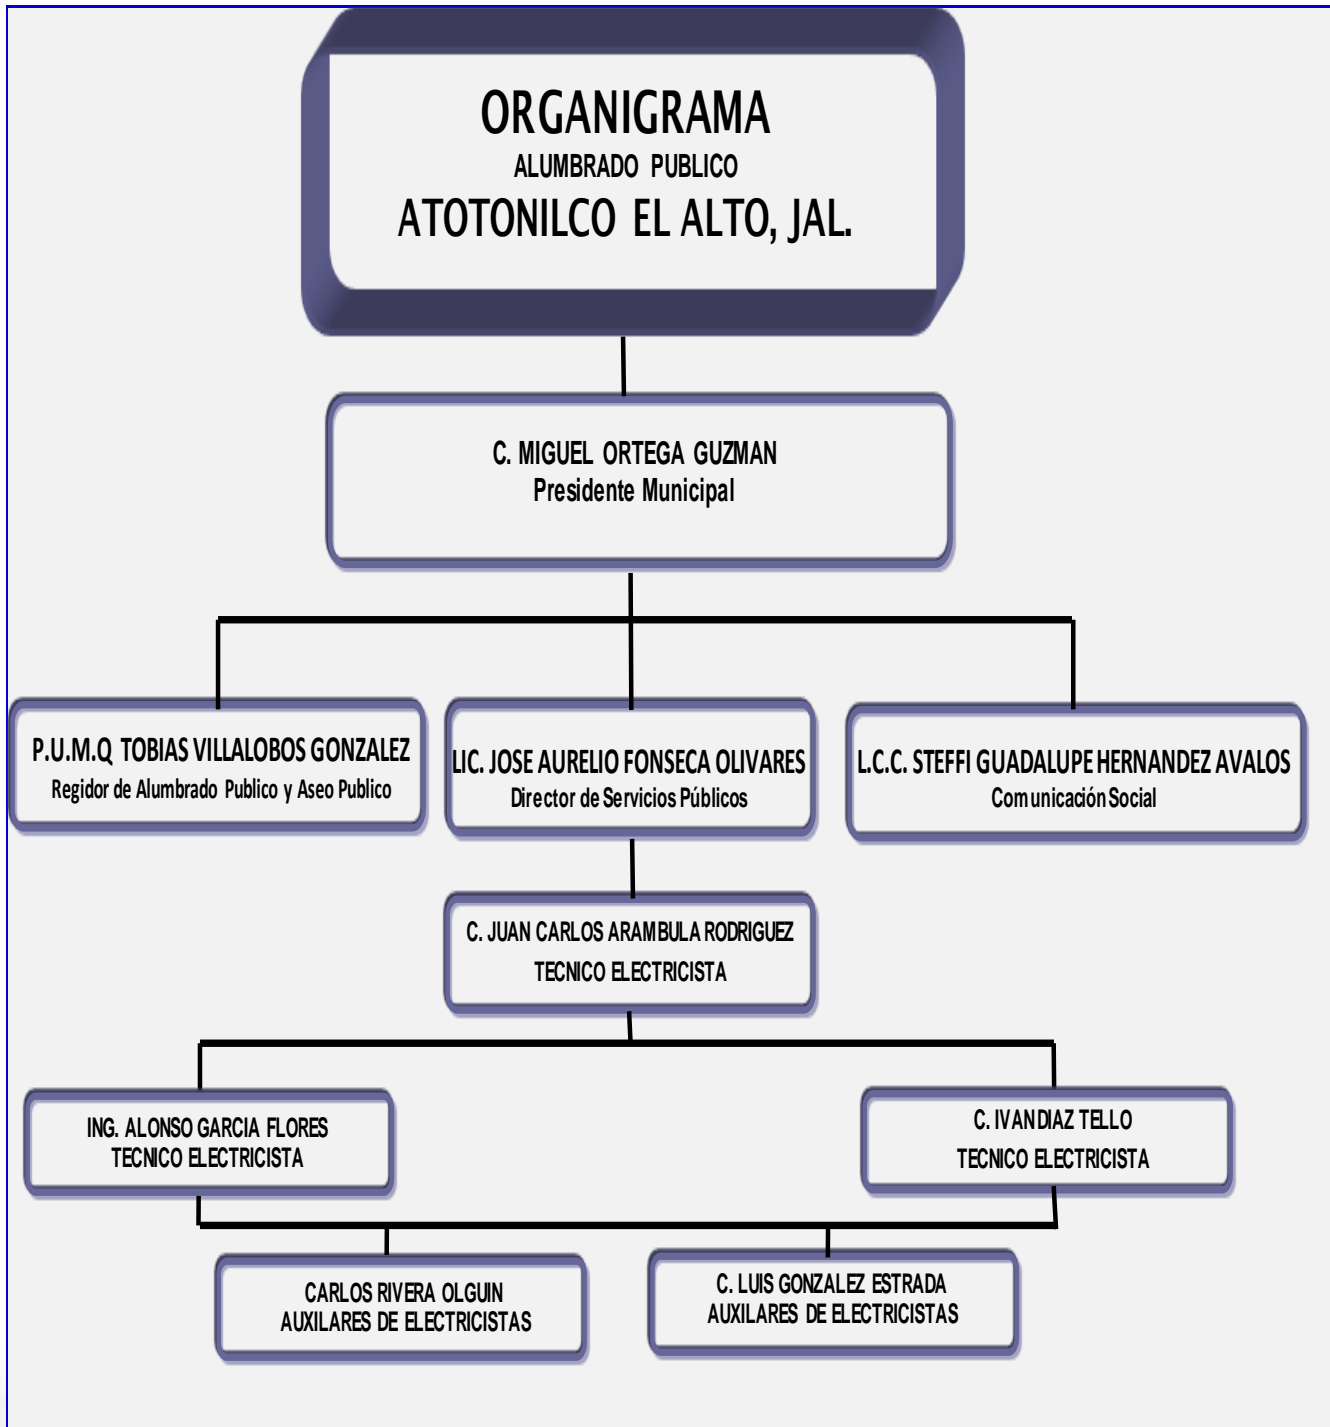 ORGANIGRAMA
ALUMBRADO PUBLICO
ATOTONILCO EL ALTO, JAL.
C. MIGUEL ORTEGA GUZMAN
Presidente Municipal
P.U.M.Q TOBIAS VILLALOBOS GONZALEZ
Regidor de Alumbrado Publico y Aseo Publico
LIC. JOSE AURELIO FONSECA OLIVARES
Director de Servicios Públicos
L.C.C. STEFFI GUADALUPE HERNANDEZ AVALOS
Comunicación Social
C. JUAN CARLOS ARAMBULA RODRIGUEZ
TECNICO ELECTRICISTA
ING. ALONSO GARCIA FLORES
TECNICO ELECTRICISTA
C. IVAN DIAZ TELLO
TECNICO ELECTRICISTA
CARLOS RIVERA OLGUIN
AUXILARES DE ELECTRICISTAS
C. LUIS GONZALEZ ESTRADA
AUXILARES DE ELECTRICISTAS